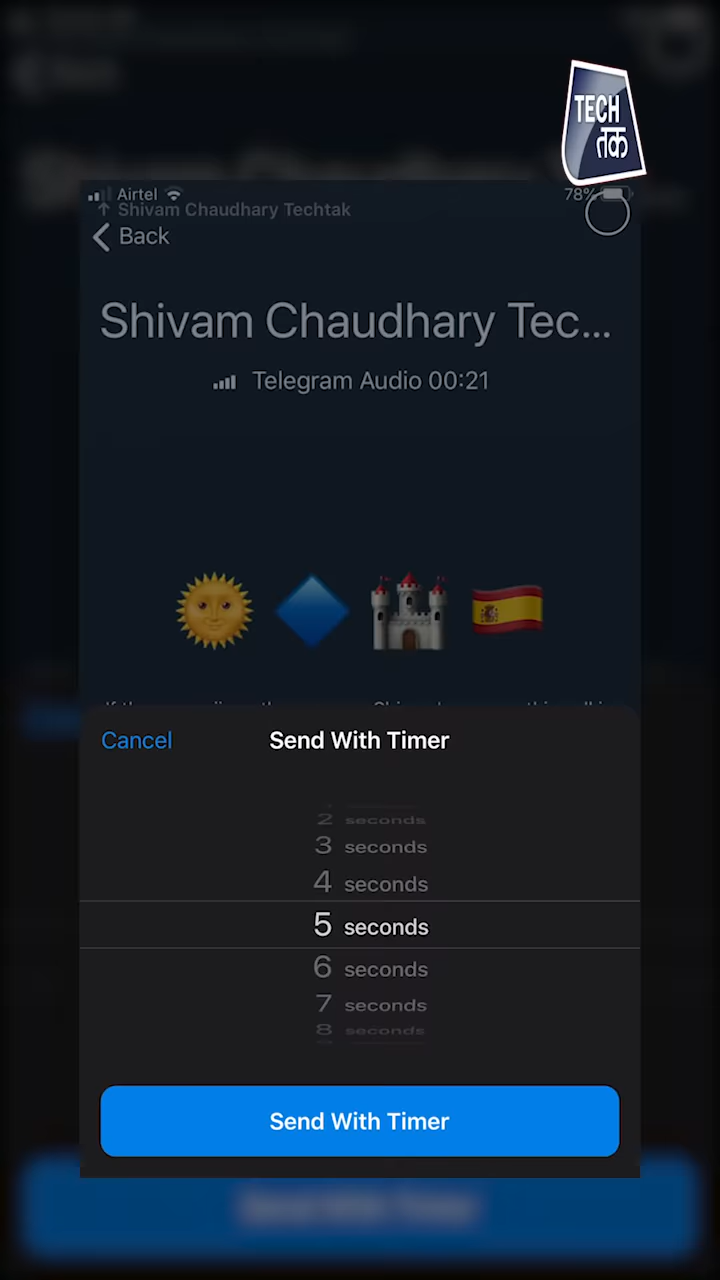 TECH
तक
Airtel
78%
Shivam Chaudhary Techtak
Back
Shivam Chaudhary Tec...
Telegram Audio 00:21
Cancel
Send With Timer
2 seconds
3 seconds
4 seconds
5 seconds
6 seconds
7 seconds
8 seconds
Send With Timer